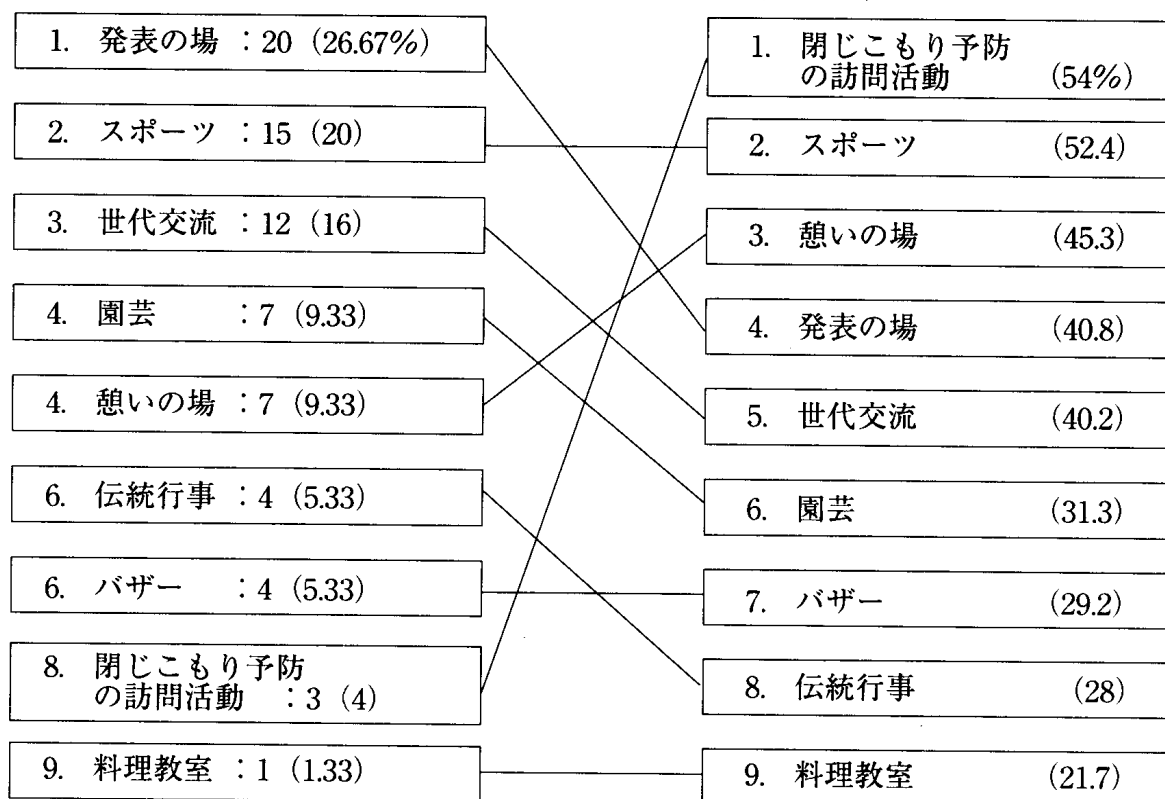 1. 発表の場 : 20 (26.67%)
2. スポーツ : 15 (20)
3. 世代交流 : 12 (16)
4. 園芸 : 7 (9.33)
4. 憩いの場 : 7 (9.33)
6. 伝統行事 : 4 (5.33)
6. バザー : 4 (5.33)
8. 閉じこもり予防
の訪問活動 : 3 (4)
9. 料理教室 : 1 (1.33)
1. 閉じこもり予防
の訪問活動 (54%)
2. スポーツ (52.4)
3. 憩いの場 (45.3)
4. 発表の場 (40.8)
5. 世代交流 (40.2)
6. 園芸 (31.3)
7. バザー (29.2)
8. 伝統行事 (28)
9. 料理教室 (21.7)